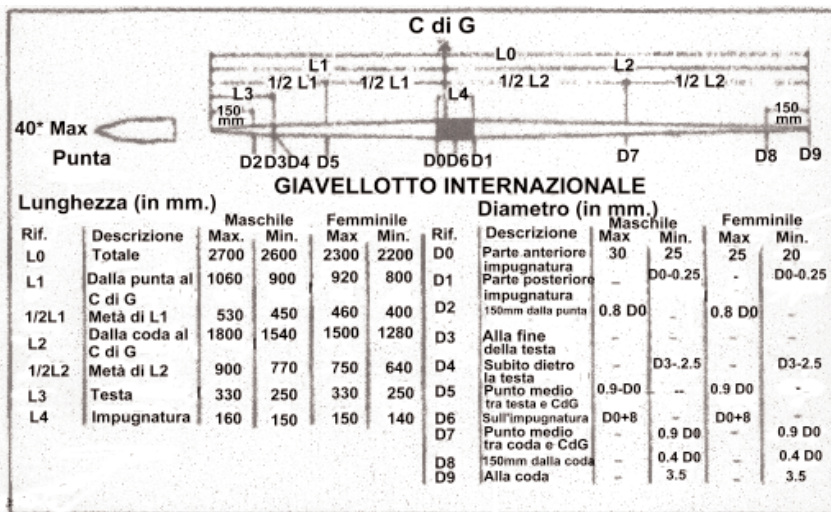 C di G
L1 L0
1/2 L1 1/2 L1 1/2 L2 L2 1/2 L2
L3 L4
150 mm 150 mm
40* Max
Punta
D2 D3 D4 D5 D0 D6 D1 D7 D8 D9
GIAVELLOTTO INTERNAZIONALE
Lunghezza (in mm.)
Maschile Femminile
Rif. Descrizione Max. Min. Max Min.
L0 Totale 2700 2600 2300 2200
L1 Dalla punta al C di G 1060 900 920 800
1/2L1 Metà di L1 530 450 460 400
L2 Dalla coda al C di G 1800 1540 1500 1280
1/2L2 Metà di L2 900 770 750 640
L3 Testa 330 250 330 250
L4 Impugnatura 160 150 150 140
Diametro (in mm.)
Maschile Femminile
Rif. Descrizione Max Min. Max Min.
D0 Parte anteriore impugnatura 30 25 25 20
D1 Parte posteriore impugnatura - D0-0.25 - D0-0.25
D2 150mm dalla punta 0.8 D0 - 0.8 D0 -
D3 Alla fine della testa - - - -
D4 Subito dietro la testa - D3-.2.5 - D3-2.5
D5 Punto medio tra testa e CdG 0.9-D0 -- 0.9 D0 --
D6 Sull'impugnatura D0+8 - D0+8 -
D7 Punto medio tra coda e CdG - 0.9 D0 - 0.9 D0
D8 150mm dalla coda - 0.4 D0 - 0.4 D0
D9 Alla coda - 3.5 - 3.5